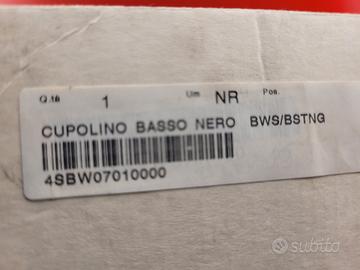 Q.tà 1 Um NR Pos.
CUPOLINO BASSO NERO BWS/BSTNG
4SBW07010000
subito